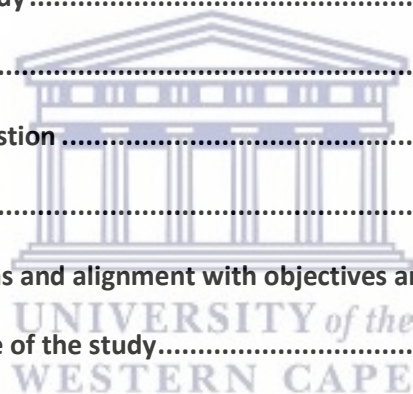 dy..........................................
............................................
stion.......................................
............................................
s and alignment with objectives a
UNIVERSITY of the
e of the study..............................
WESTERN CAPE